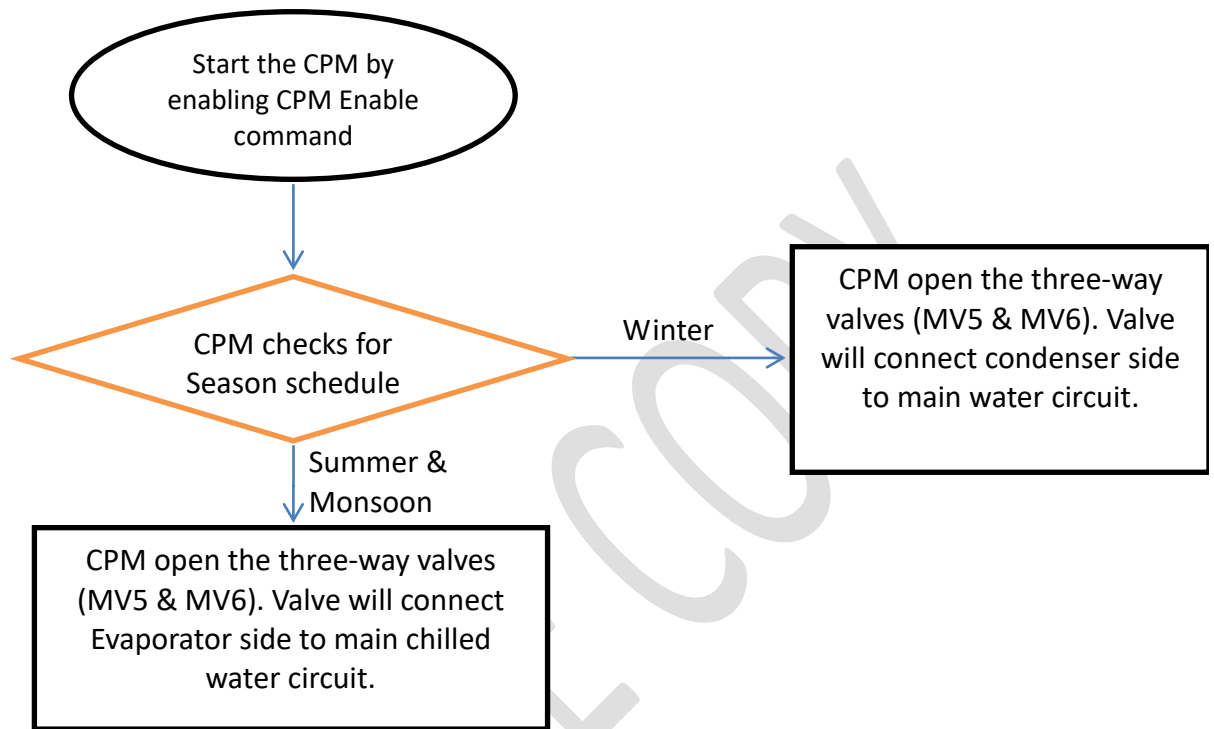 Start the CPM by
enabling CPM Enable
command
CPM checks for
Season schedule
Winter
CPM open the three-way
valves (MV5 & MV6). Valve
will connect condenser side
to main water circuit.
Summer &
Monsoon
CPM open the three-way valves
(MV5 & MV6). Valve will connect
Evaporator side to main chilled
water circuit.
COPY